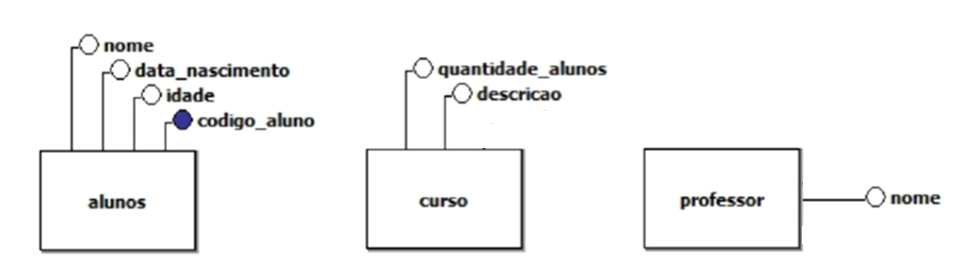 nome
data_nascimento
idade
codigo_aluno
alunos
quantidade_alunos
descricao
curso
professor
nome